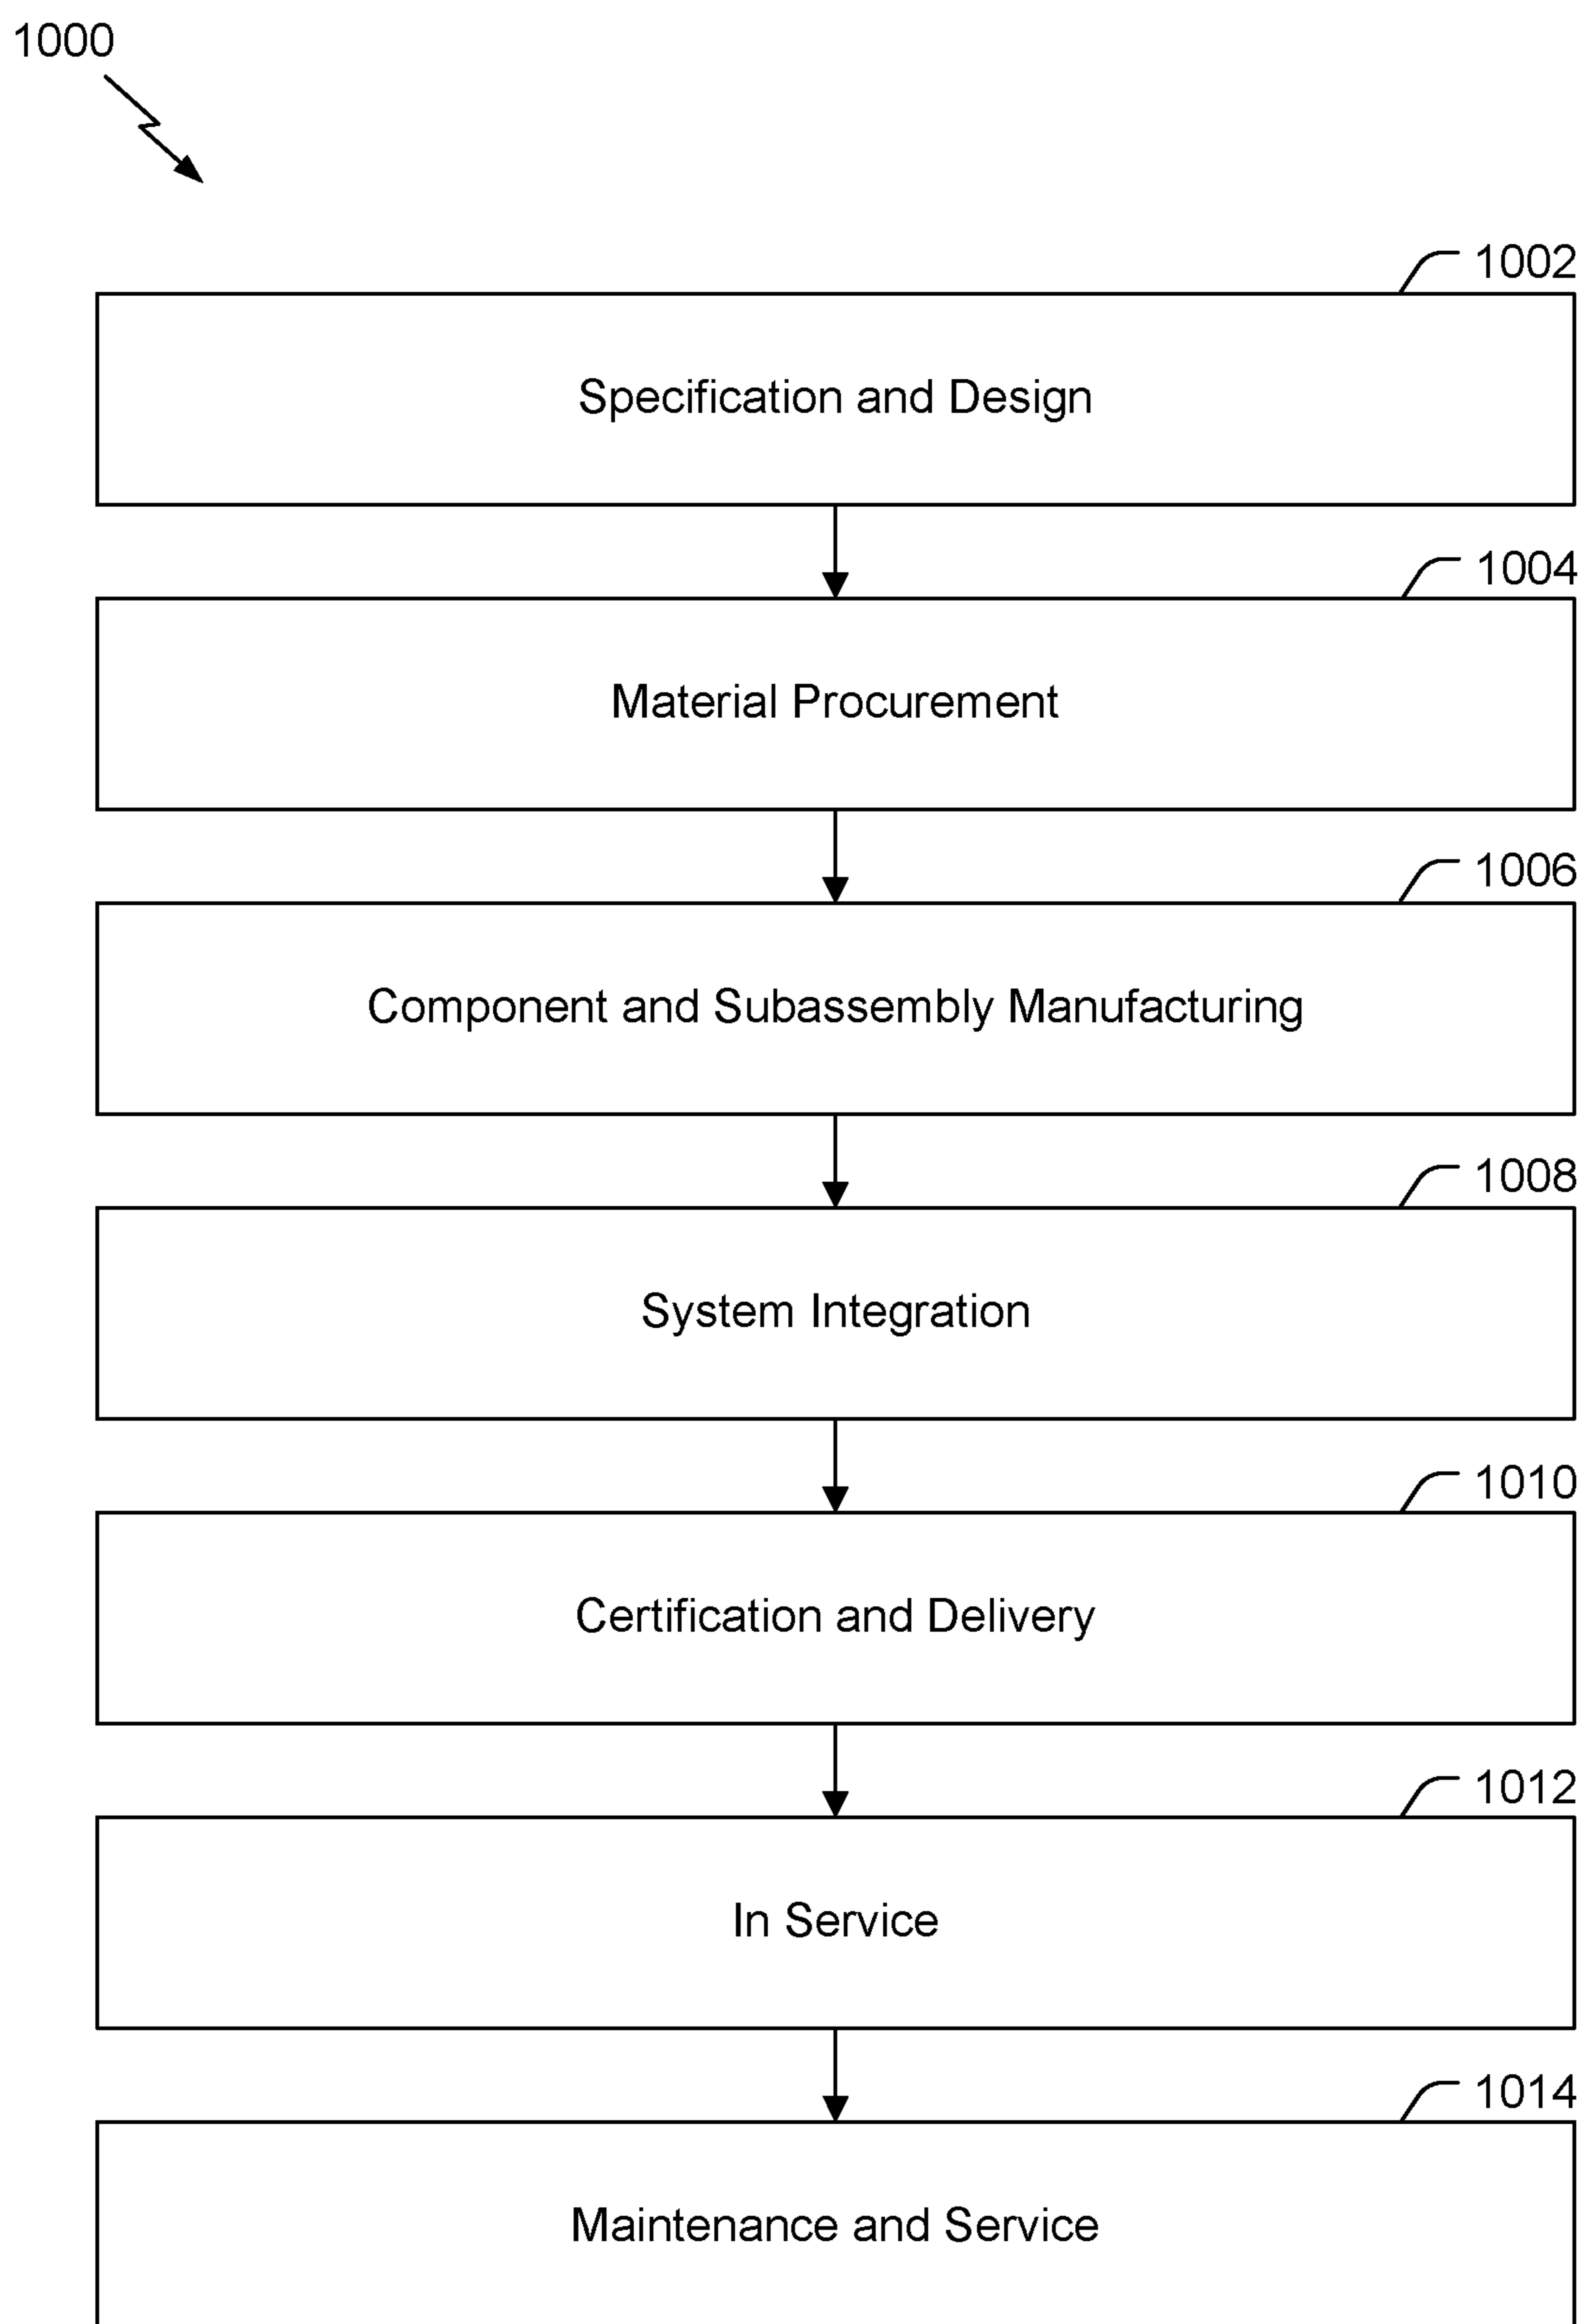 1000
1002
Specification and Design
1004
Material Procurement
1006
Component and Subassembly Manufacturing
1008
System Integration
1010
Certification and Delivery
1012
In Service
1014
Maintenance and Service